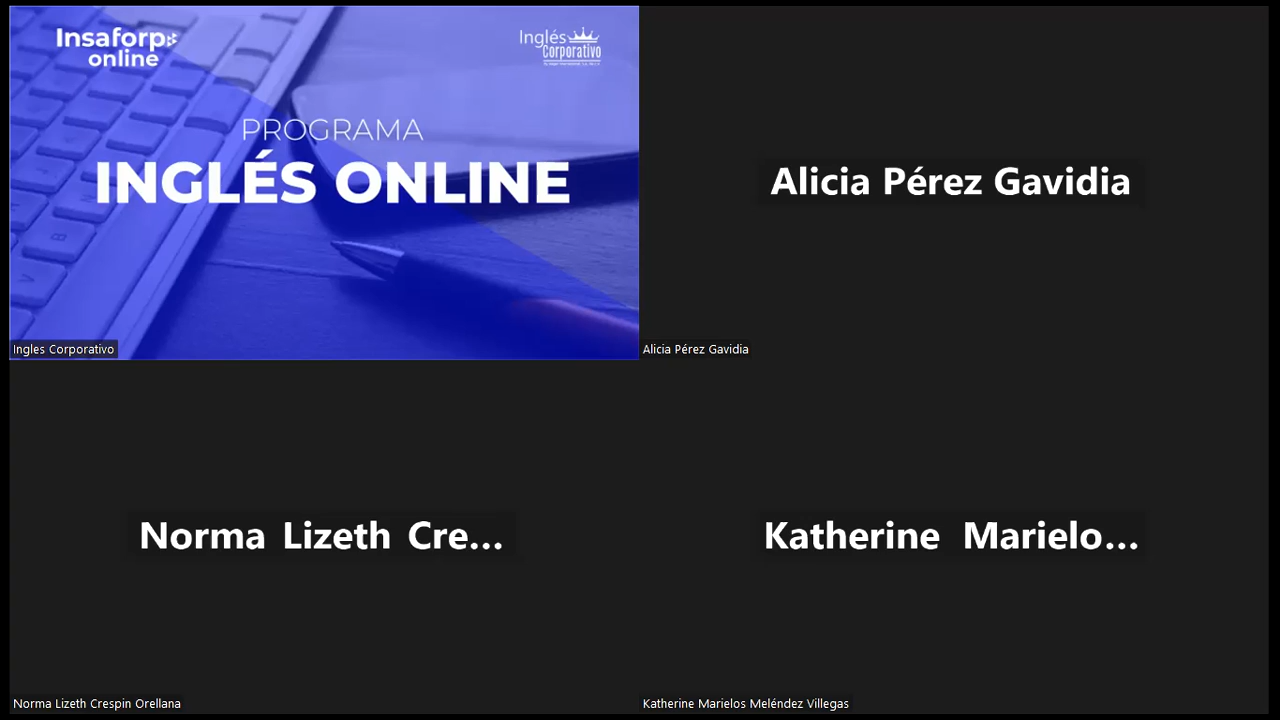 Insaforp
online
Inglés
Corporativo
PROGRAMA
INGLÉS ONLINE
Ingles Corporativo
Alicia Pérez Gavidia
Alicia Pérez Gavidia
Norma Lizeth Cre...
Norma Lizeth Crespin Orellana
Katherine Marielo...
Katherine Marielos Meléndez Villegas